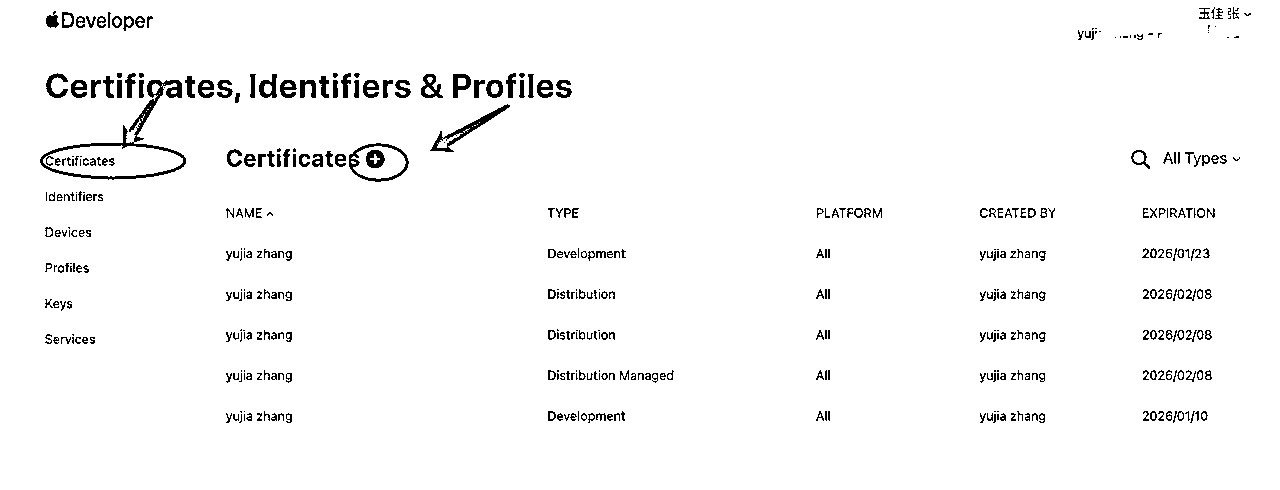 Developer
玉佳 张
Certificates, Identifiers & Profiles
Certificates
Identifiers
Devices
Profiles
Keys
Services
Certificates
All Types
NAME TYPE PLATFORM CREATED BY EXPIRATION
yujia zhang Development All yujia zhang 2026/01/23
yujia zhang Distribution All yujia zhang 2026/02/08
yujia zhang Distribution All yujia zhang 2026/02/08
yujia zhang Distribution Managed All yujia zhang 2026/02/08
yujia zhang Development All yujia zhang 2026/01/10